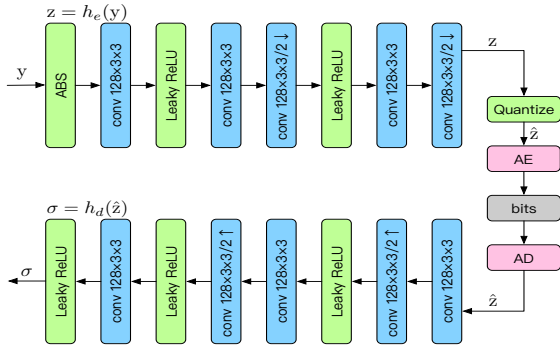 z = hₑ(y)
y
ABS
conv 128×3×3
Leaky ReLU
conv 128×3×3
conv 128×3×3/2↓
Leaky ReLU
conv 128×3×3
conv 128×3×3/2↓
z
Quantize
ẑ
AE
bits
AD
ẑ
σ = h_d(ẑ)
σ
Leaky ReLU
conv 128×3×3
Leaky ReLU
conv 128×3×3/2↑
conv 128×3×3
Leaky ReLU
conv 128×3×3/2↑
conv 128×3×3